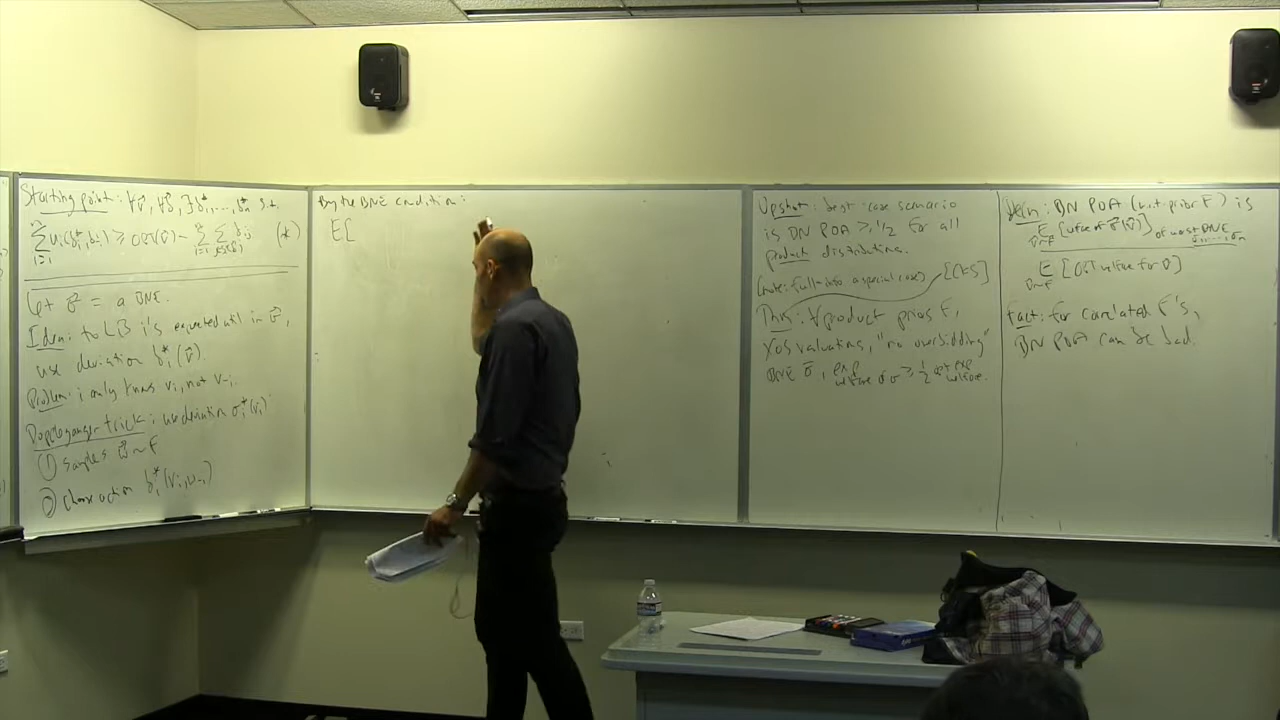 Starting point: ∀v⃗, ∀b⃗, ∃ b₁*,...,bₙ* s.t.
∑ᵢ₌₁ⁿ uᵢ(bᵢ*, b₋ᵢ) ≥ OPT(v⃗) - ∑ᵢ₌₁ⁿ ∑ bᵢⱼ (*)
Let σ⃗ = a BNE.
Idea: to LB i's expected util in σ⃗,
use deviation bᵢ*(v⃗).
Problem: i only knows vᵢ, not v₋ᵢ.
Doppelganger trick: use deviation σᵢ*(vᵢ):
① samples w⃗ ~ F
② choose action bᵢ*(vᵢ, w₋ᵢ)
By the BNE condition:
E[
Upshot: best-case scenario
is BN POA ≥ 1/2 for all
product distributions.
(note: full-info a special case) [CKS]
Thm: ∀ product priors F,
XOS valuations, "no overbidding"
BNE σ⃗, exp welfare of σ ≥ 1/2 opt exp welfare.
Defn: BN POA (w.r.t. prior F) is
E v⃗~F [welfare of σ⃗(v⃗)] of worst BNE σ₁,...,σₙ
E v⃗~F [OPT welfare for v⃗]
Fact: for correlated F's,
BN POA can be bad.